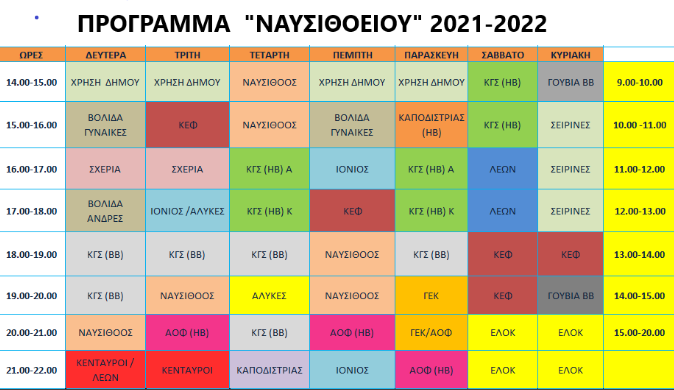 ΠΡΟΓΡΑΜΜΑ "ΝΑΥΣΙΘΟΕΙΟΥ" 2021-2022
ΩΡΕΣ ΔΕΥΤΕΡΑ ΤΡΙΤΗ ΤΕΤΑΡΤΗ ΠΕΜΠΤΗ ΠΑΡΑΣΚΕΥΗ ΣΑΒΒΑΤΟ ΚΥΡΙΑΚΗ
14.00-15.00 ΧΡΗΣΗ ΔΗΜΟΥ ΧΡΗΣΗ ΔΗΜΟΥ ΝΑΥΣΙΘΟΟΣ ΧΡΗΣΗ ΔΗΜΟΥ ΧΡΗΣΗ ΔΗΜΟΥ ΚΓΣ (ΗΒ) ΓΟΥΒΙΑ ΒΒ 9.00-10.00
15.00-16.00 ΒΟΛΙΔΑ ΓΥΝΑΙΚΕΣ ΚΕΦ ΝΑΥΣΙΘΟΟΣ ΒΟΛΙΔΑ ΓΥΝΑΙΚΕΣ ΚΑΠΟΔΙΣΤΡΙΑΣ (ΗΒ) ΚΓΣ (ΗΒ) ΣΕΙΡΙΝΕΣ 10.00 -11.00
16.00-17.00 ΣΧΕΡΙΑ ΣΧΕΡΙΑ ΚΓΣ (ΗΒ) Α ΙΟΝΙΟΣ ΚΓΣ (ΗΒ) Α ΛΕΩΝ ΣΕΙΡΙΝΕΣ 11.00-12.00
17.00-18.00 ΒΟΛΙΔΑ ΑΝΔΡΕΣ ΙΟΝΙΟΣ /ΑΛΥΚΕΣ ΚΓΣ (ΗΒ) Κ ΚΕΦ ΚΓΣ (ΗΒ) Κ ΛΕΩΝ ΣΕΙΡΙΝΕΣ 12.00-13.00
18.00-19.00 ΚΓΣ (ΒΒ) ΚΓΣ (ΒΒ) ΚΓΣ (ΒΒ) ΝΑΥΣΙΘΟΟΣ ΚΓΣ (ΒΒ) ΚΕΦ ΚΕΦ 13.00-14.00
19.00-20.00 ΚΓΣ (ΒΒ) ΝΑΥΣΙΘΟΟΣ ΑΛΥΚΕΣ ΝΑΥΣΙΘΟΟΣ ΓΕΚ ΚΕΦ ΓΟΥΒΙΑ ΒΒ 14.00-15.00
20.00-21.00 ΝΑΥΣΙΘΟΟΣ ΑΟΦ (ΗΒ) ΚΓΣ (ΒΒ) ΑΟΦ (ΗΒ) ΓΕΚ/ΑΟΦ ΕΛΟΚ ΕΛΟΚ 15.00-20.00
21.00-22.00 ΚΕΝΤΑΥΡΟΙ / ΛΕΩΝ ΚΕΝΤΑΥΡΟΙ ΚΑΠΟΔΙΣΤΡΙΑΣ ΙΟΝΙΟΣ ΑΟΦ (ΗΒ) ΕΛΟΚ ΕΛΟΚ